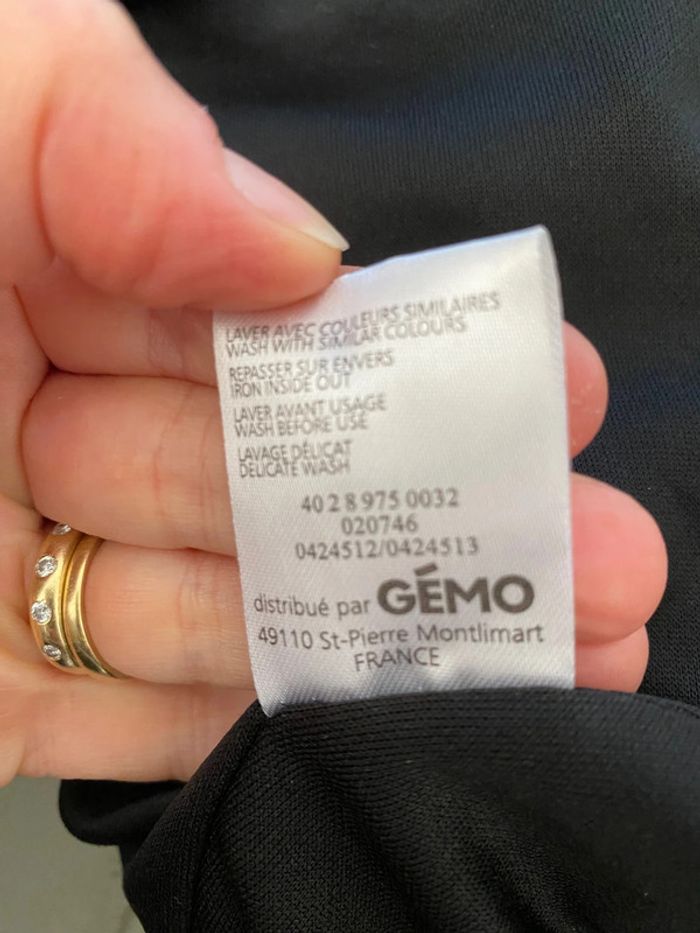 LAVER AVEC COULEURS SIMILAIRES
WASH WITH SIMILAR COLOURS
REPASSER SUR ENVERS
IRON INSIDE OUT
LAVER AVANT USAGE
WASH BEFORE USE
LAVAGE DÉLICAT
DELICATE WASH
40 2 8 975 0032
020746
0424512/0424513
distribué par GÉMO
49110 St-Pierre Montlimart
FRANCE